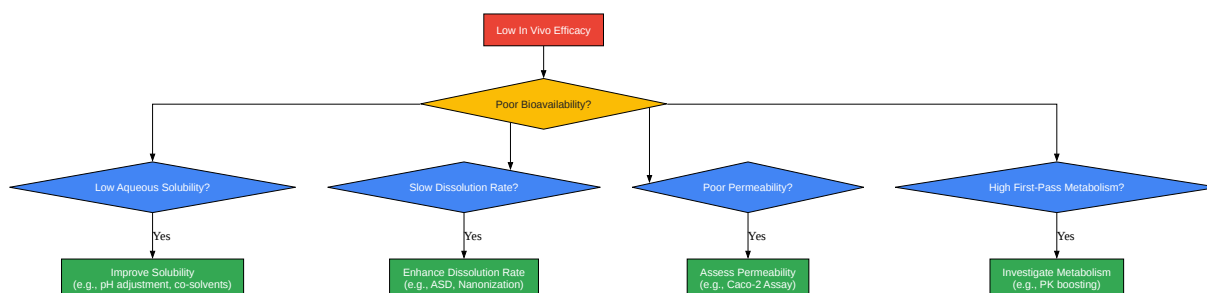 Low In Vivo Efficacy
Poor Bioavailability?
Low Aqueous Solubility?
Slow Dissolution Rate?
Poor Permeability?
High First-Pass Metabolism?
Yes
Yes
Yes
Yes
Improve Solubility
(e.g., pH adjustment, co-solvents)
Enhance Dissolution Rate
(e.g., ASD, Nanonization)
Assess Permeability
(e.g., Caco-2 Assay)
Investigate Metabolism
(e.g., PK boosting)